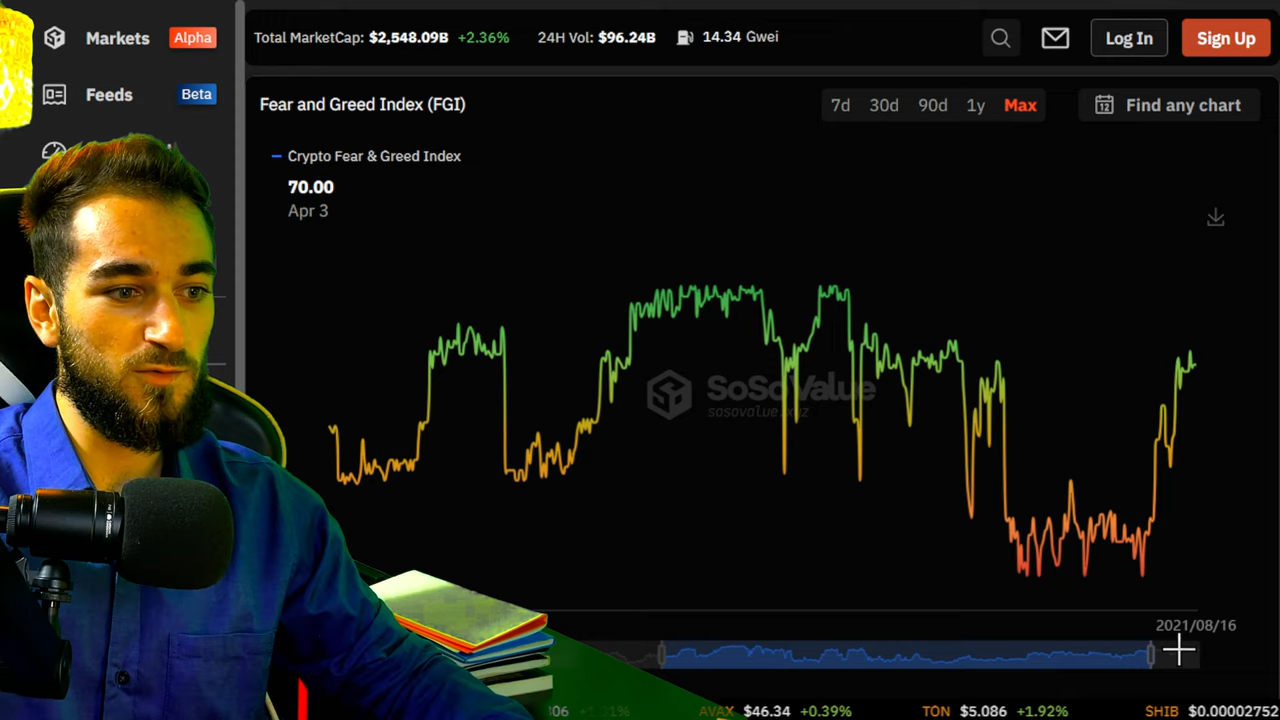 Markets Alpha
Total MarketCap: $2,548.09B +2.36% 24H Vol: $96.24B 14.34 Gwei
Log In
Sign Up
Feeds Beta
Fear and Greed Index (FGI)
7d 30d 90d 1y Max
12 Find any chart
Crypto Fear & Greed Index
70.00
Apr 3
SoSoValue
sosovalue.xyz
2021/08/16
AVAX $46.34 +0.39% TON $5.086 +1.92% SHIB $0.00002752